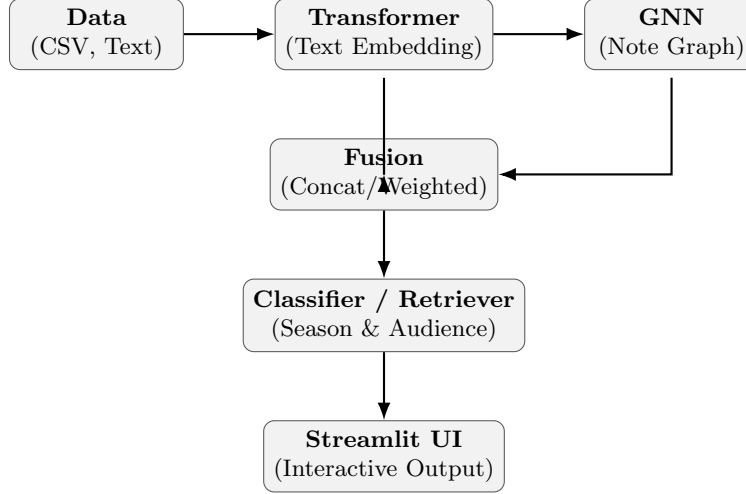 Data
(CSV, Text)
Transformer
(Text Embedding)
GNN
(Note Graph)
Fusion
(Concat/Weighted)
Classifier / Retriever
(Season & Audience)
Streamlit UI
(Interactive Output)